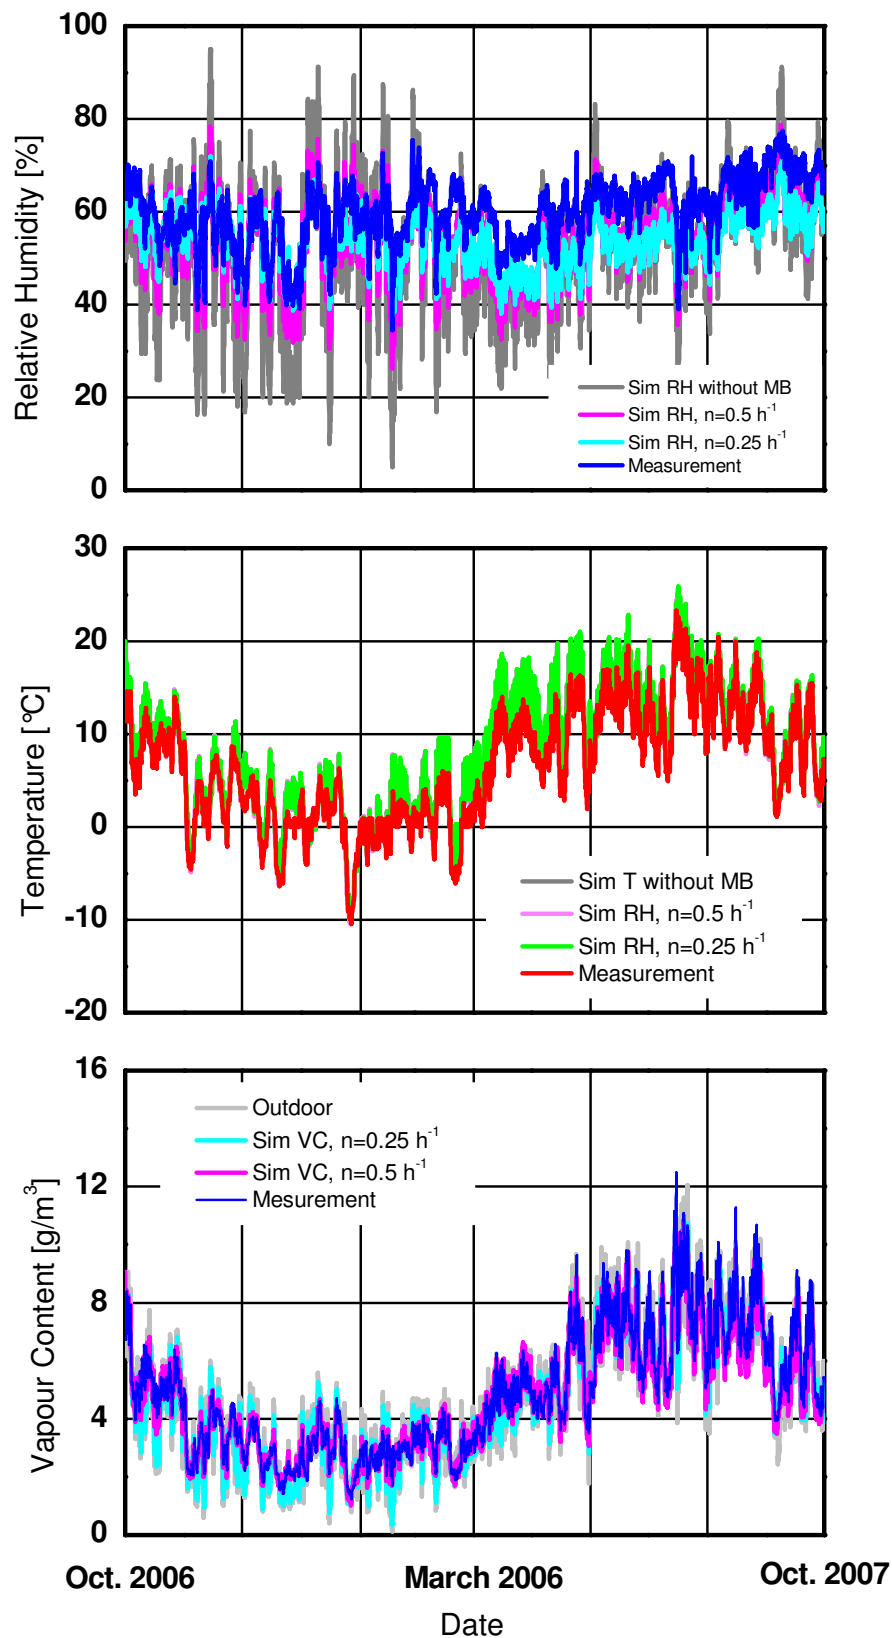 Relative Humidity [%]
100
80
60
40
20
0
Sim RH without MB
Sim RH, n=0.5 h⁻¹
Sim RH, n=0.25 h⁻¹
Measurement
Temperature [°C]
30
20
10
0
-10
-20
Sim T without MB
Sim RH, n=0.5 h⁻¹
Sim RH, n=0.25 h⁻¹
Measurement
Vapour Content [g/m³]
16
12
8
4
0
Outdoor
Sim VC, n=0.25 h⁻¹
Sim VC, n=0.5 h⁻¹
Mesurement
Oct. 2006 March 2006 Oct. 2007
Date